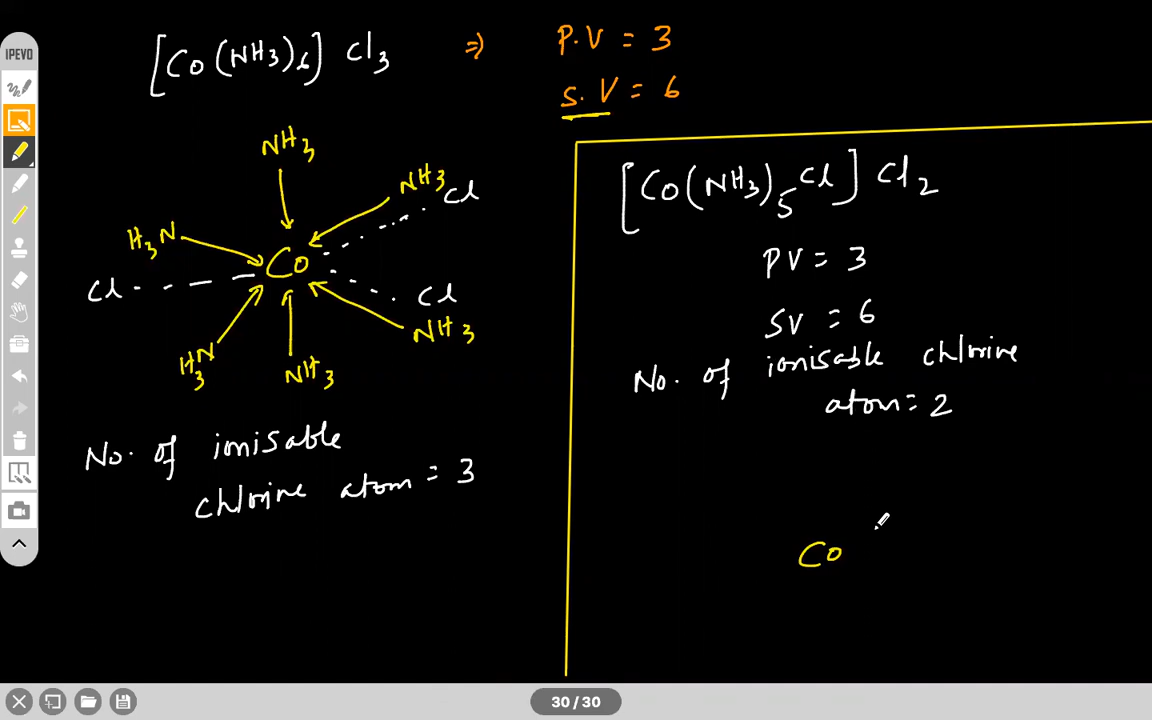 IPEVO
[Co(NH3)6] Cl3 ⇒ P.V = 3
S.V = 6
NH3
NH3
Cl
H3N
Co
Cl
Cl
NH3
H3N
NH3
No. of ionisable
chlorine atom = 3
[Co(NH3)5Cl] Cl2
PV = 3
SV = 6
No. of ionisable chlorine
atom = 2
Co
30/30